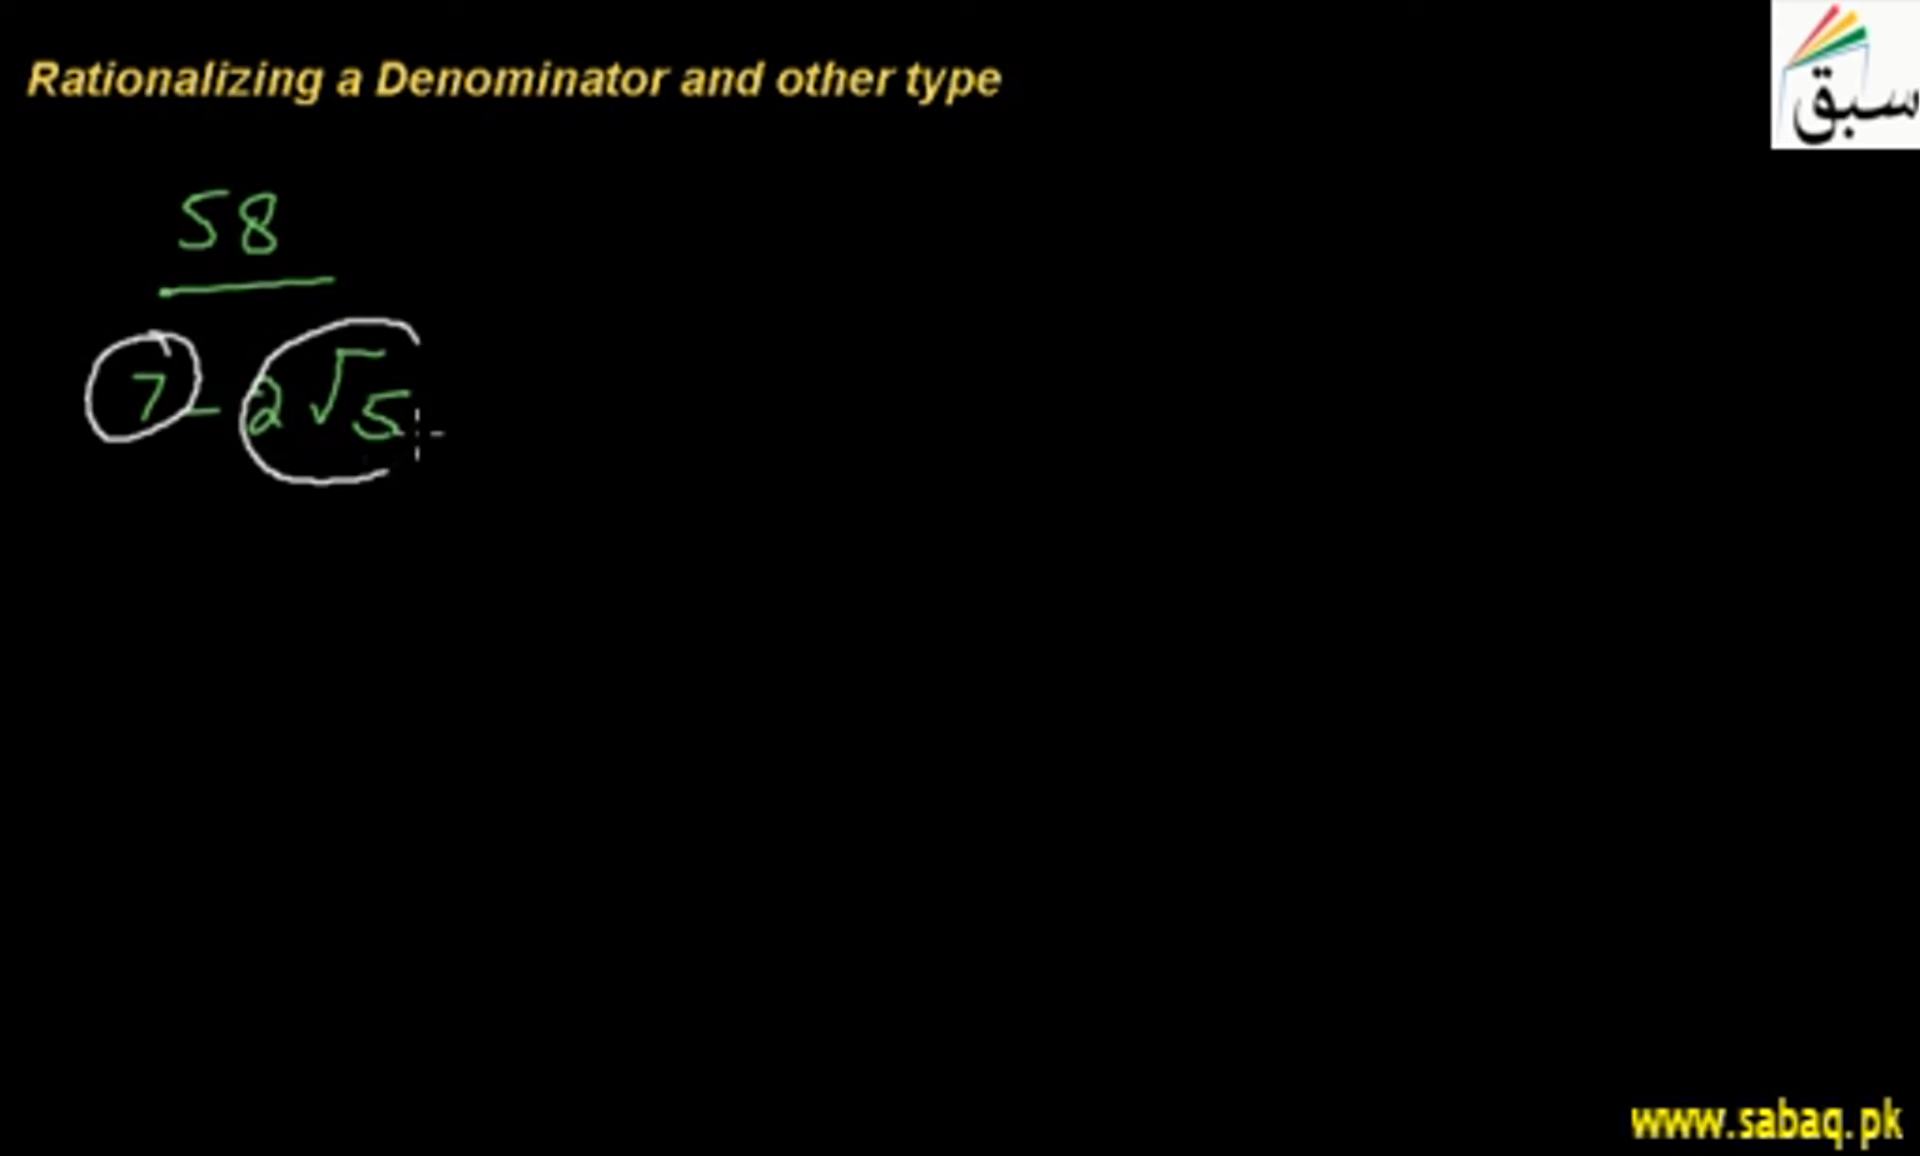 Rationalizing a Denominator and other type
سبق
58
7 - 2√5
www.sabaq.pk